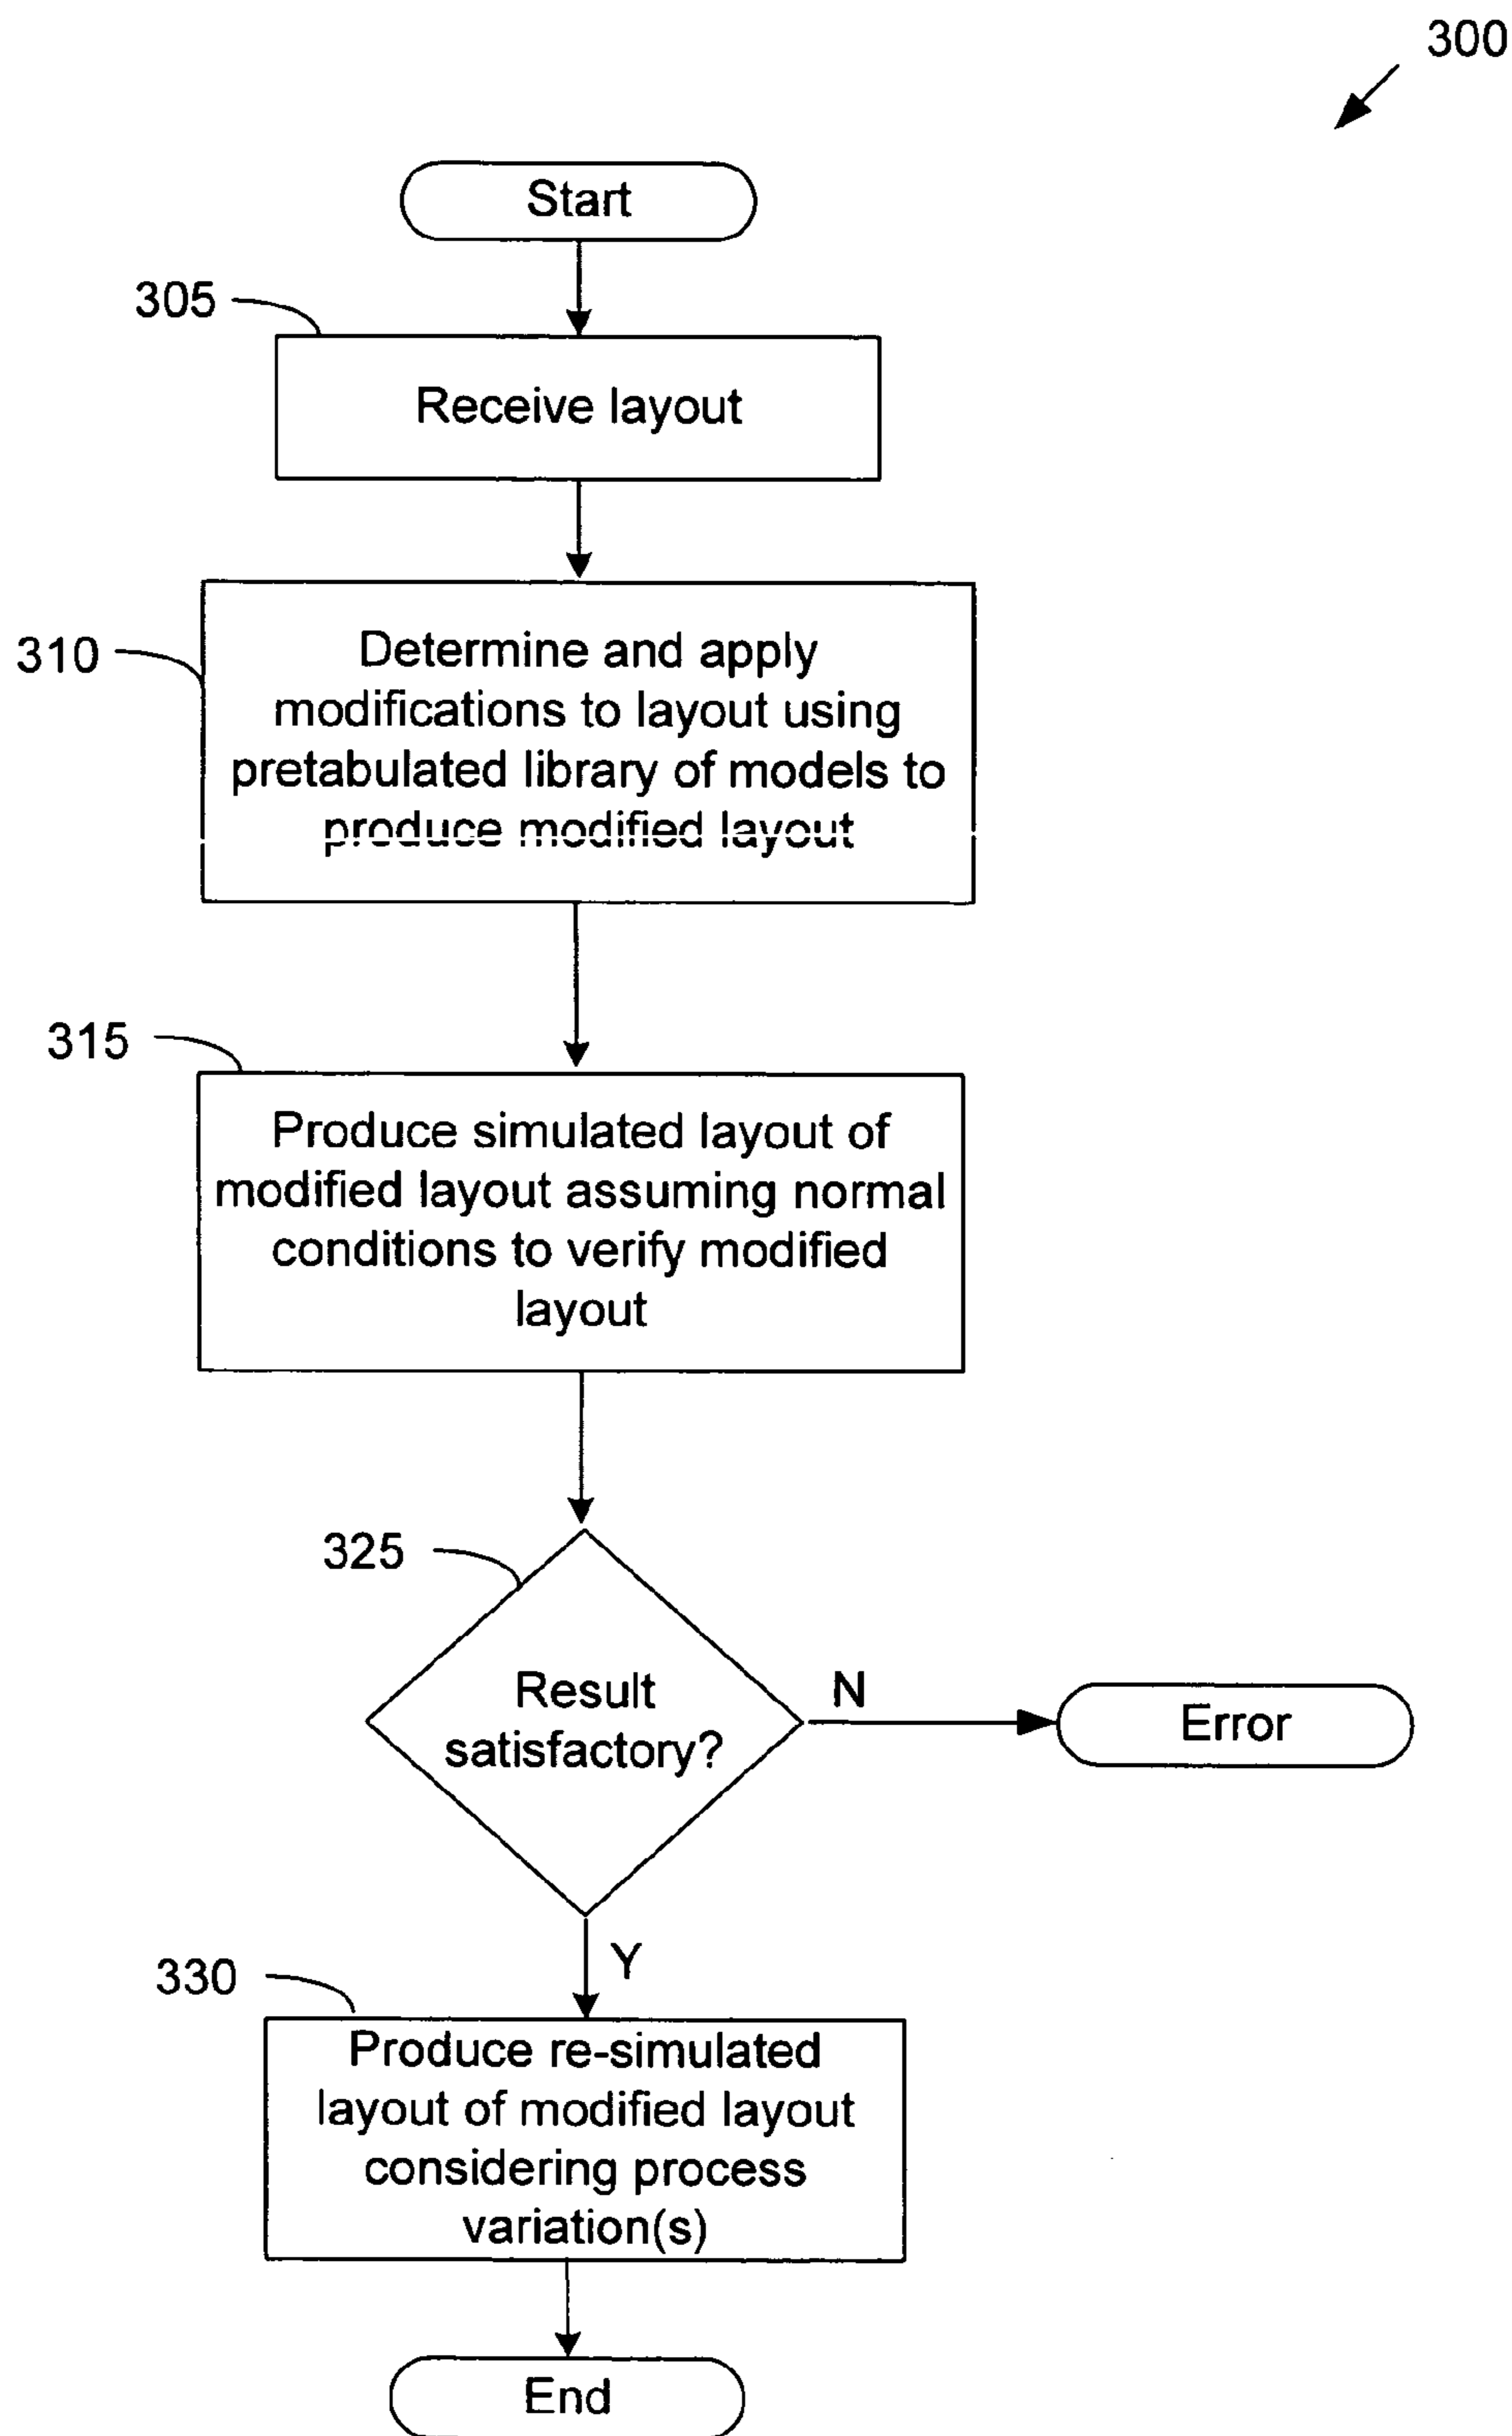 300
Start
305
Receive layout
310
Determine and apply
modifications to layout using
pretabulated library of models to
produce modified layout
315
Produce simulated layout of
modified layout assuming normal
conditions to verify modified
layout
325
Result
satisfactory?
N
Error
Y
330
Produce re-simulated
layout of modified layout
considering process
variation(s)
End